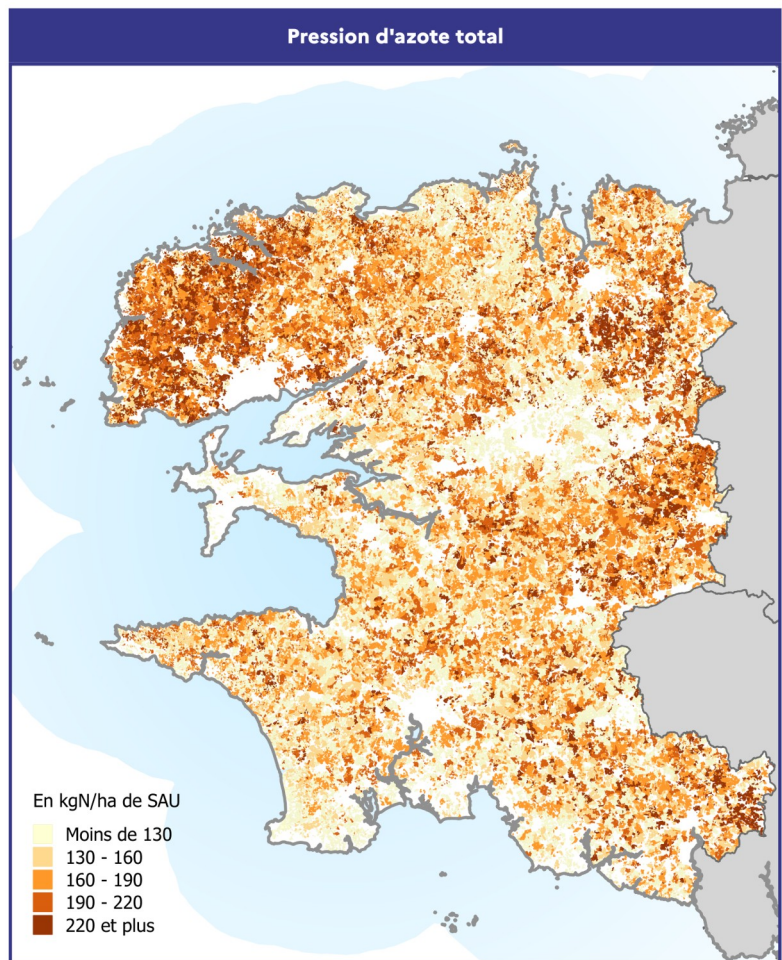 Pression d'azote total
En kgN/ha de SAU
Moins de 130
130 - 160
160 - 190
190 - 220
220 et plus